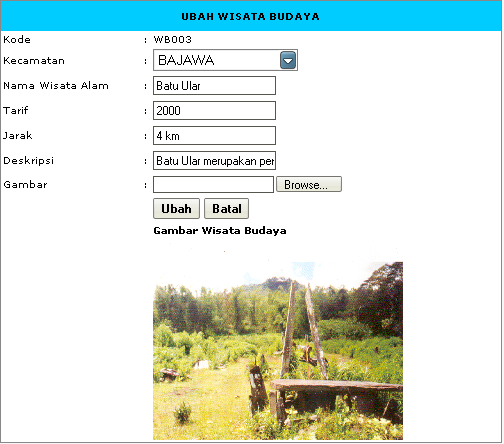 UBAH WISATA BUDAYA
Kode : WB003
Kecamatan : BAJAWA
Nama Wisata Alam : Batu Ular
Tarif : 2000
Jarak : 4 km
Deskripsi : Batu Ular merupakan per
Gambar : Browse...
Ubah Batal
Gambar Wisata Budaya